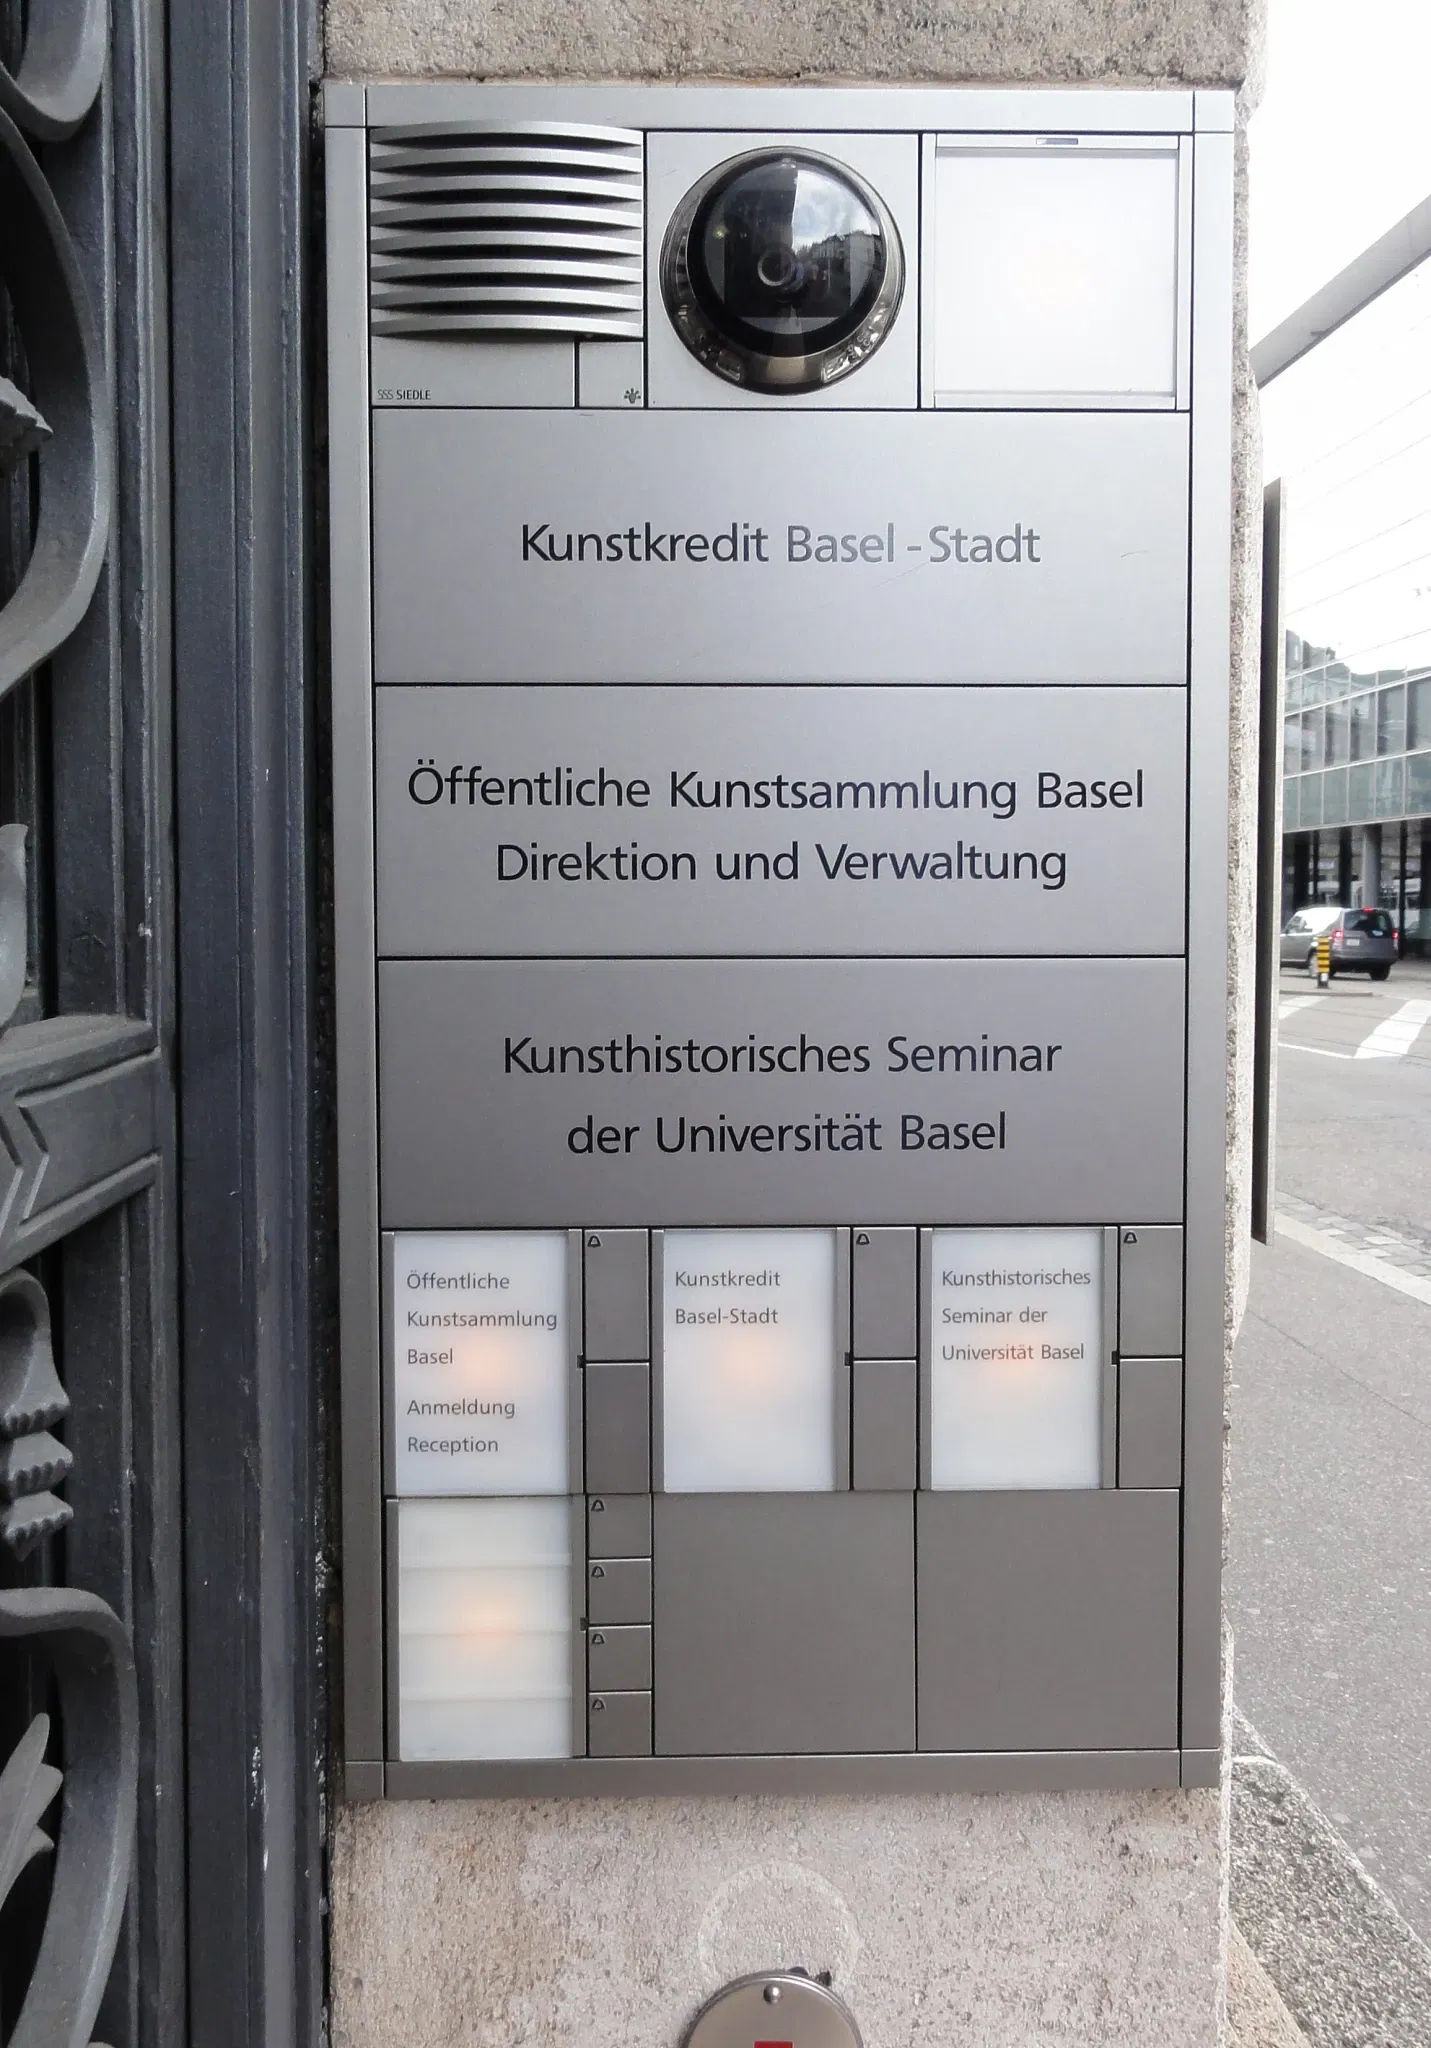 SSS SIEDLE
Kunstkredit Basel-Stadt
Öffentliche Kunstsammlung Basel
Direktion und Verwaltung
Kunsthistorisches Seminar
der Universität Basel
Öffentliche
Kunstsammlung
Basel
Anmeldung
Reception
Kunstkredit
Basel-Stadt
Kunsthistorisches
Seminar der
Universität Basel